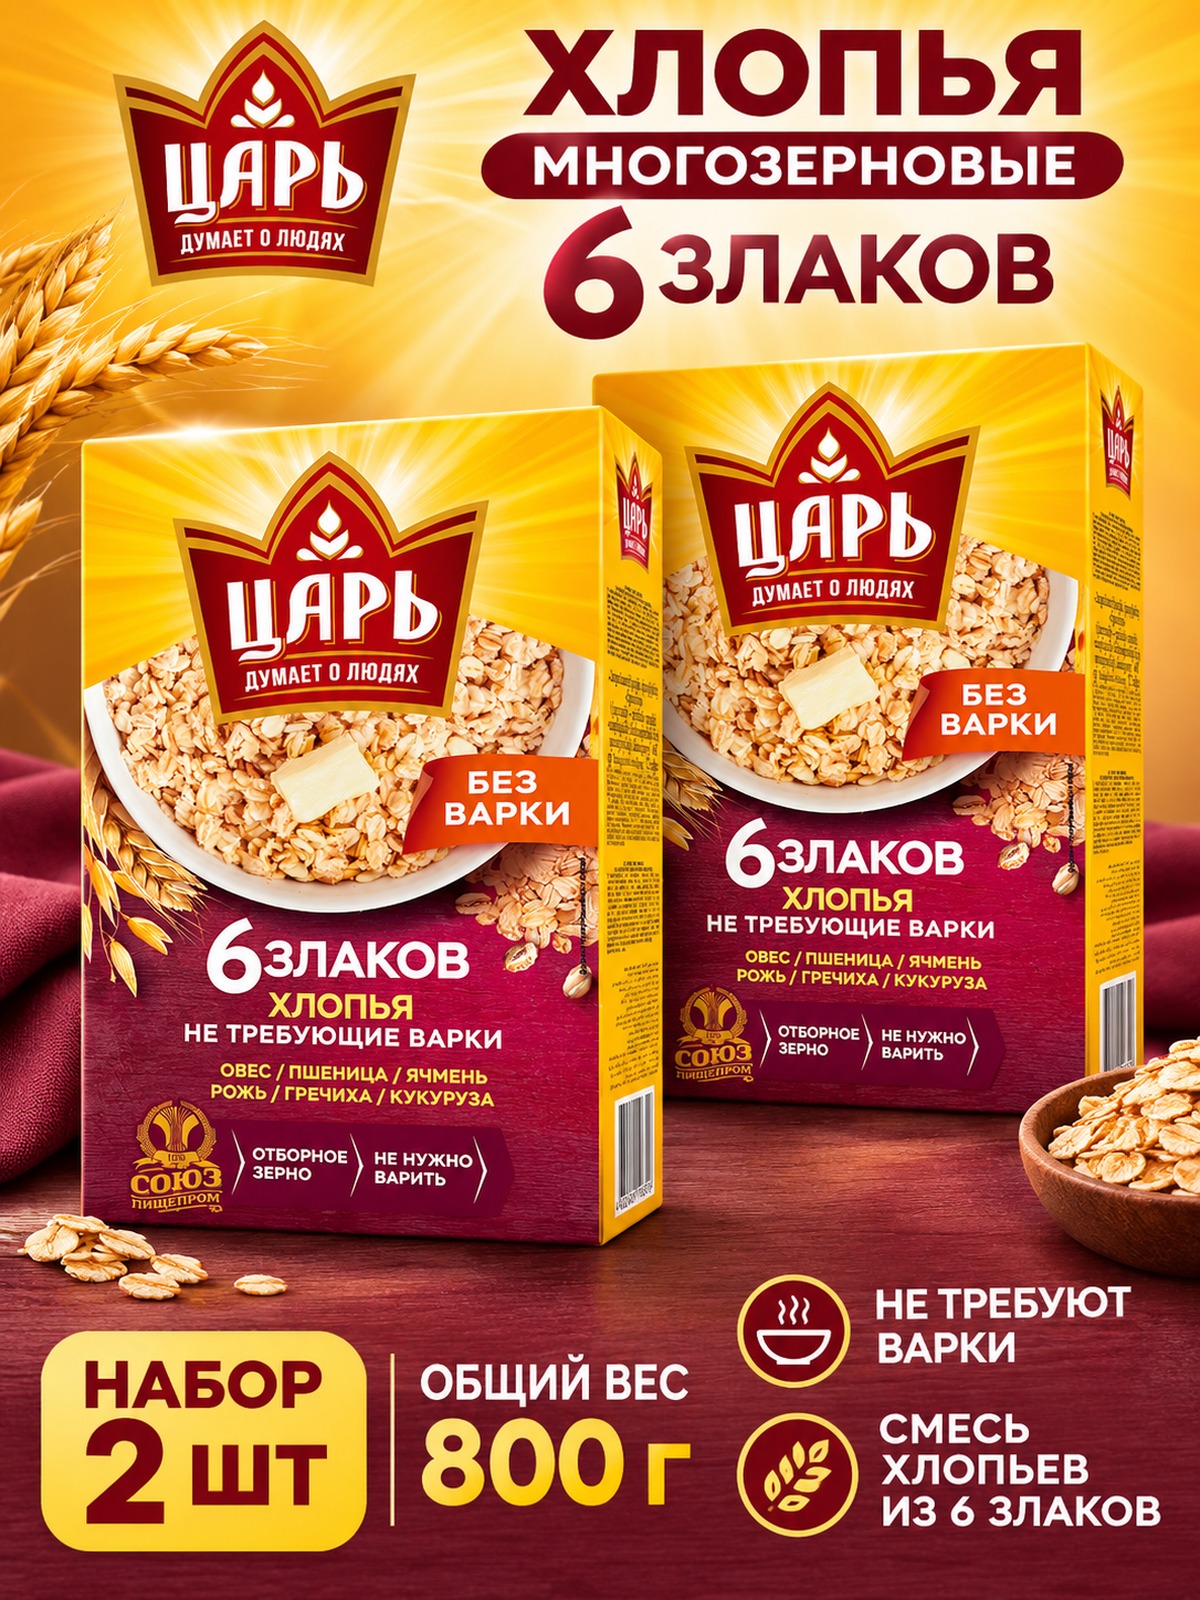 ЦАРЬ
ДУМАЕТ О ЛЮДЯХ
ХЛОПЬЯ
МНОГОЗЕРНОВЫЕ
6 ЗЛАКОВ
ЦАРЬ
ДУМАЕТ О ЛЮДЯХ
БЕЗ
ВАРКИ
6 ЗЛАКОВ
ХЛОПЬЯ
НЕ ТРЕБУЮЩИЕ ВАРКИ
ОВЕС / ПШЕНИЦА / ЯЧМЕНЬ
РОЖЬ / ГРЕЧИХА / КУКУРУЗА
СОЮЗ
ПИЩЕПРОМ
ОТБОРНОЕ
ЗЕРНО
НЕ НУЖНО
ВАРИТЬ
ЦАРЬ
ЦАРЬ
ДУМАЕТ О ЛЮДЯХ
БЕЗ
ВАРКИ
6 ЗЛАКОВ
ХЛОПЬЯ
НЕ ТРЕБУЮЩИЕ ВАРКИ
ОВЕС / ПШЕНИЦА / ЯЧМЕНЬ
РОЖЬ / ГРЕЧИХА / КУКУРУЗА
СОЮЗ
ПИЩЕПРОМ
ОТБОРНОЕ
ЗЕРНО
НЕ НУЖНО
ВАРИТЬ
ЦАРЬ
НАБОР
2 ШТ
ОБЩИЙ ВЕС
800 г
НЕ ТРЕБУЮТ
ВАРКИ
СМЕСЬ
ХЛОПЬЕВ
ИЗ 6 ЗЛАКОВ